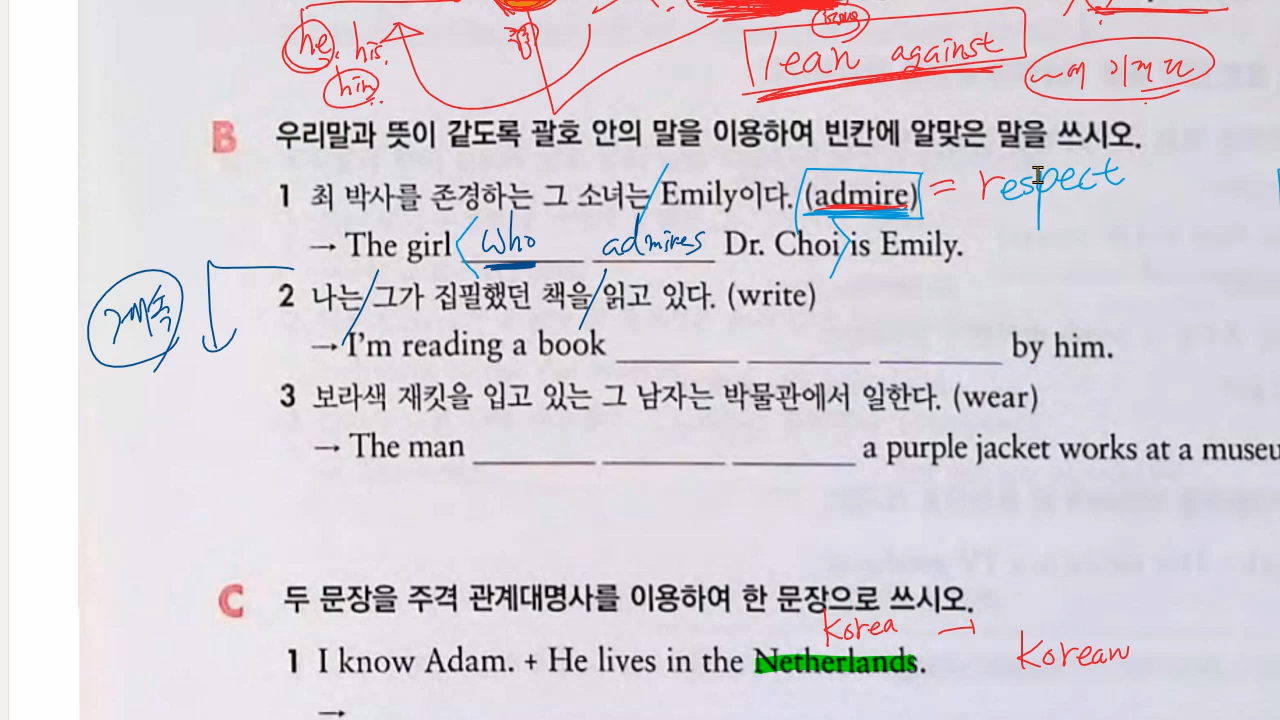 he. his.
him
lean against
~에 기대다
B 우리말과 뜻이 같도록 괄호 안의 말을 이용하여 빈칸에 알맞은 말을 쓰시오.
1 최 박사를 존경하는 그 소녀는 Emily이다. (admire) = respect
→ The girl who admires Dr. Choi is Emily.
계속
2 나는 그가 집필했던 책을 읽고 있다. (write)
→ I'm reading a book ______ ______ ______ by him.
3 보라색 재킷을 입고 있는 그 남자는 박물관에서 일한다. (wear)
→ The man ______ ______ ______ a purple jacket works at a museu
C 두 문장을 주격 관계대명사를 이용하여 한 문장으로 쓰시오.
Korea → Korean
1 I know Adam. + He lives in the Netherlands.
→